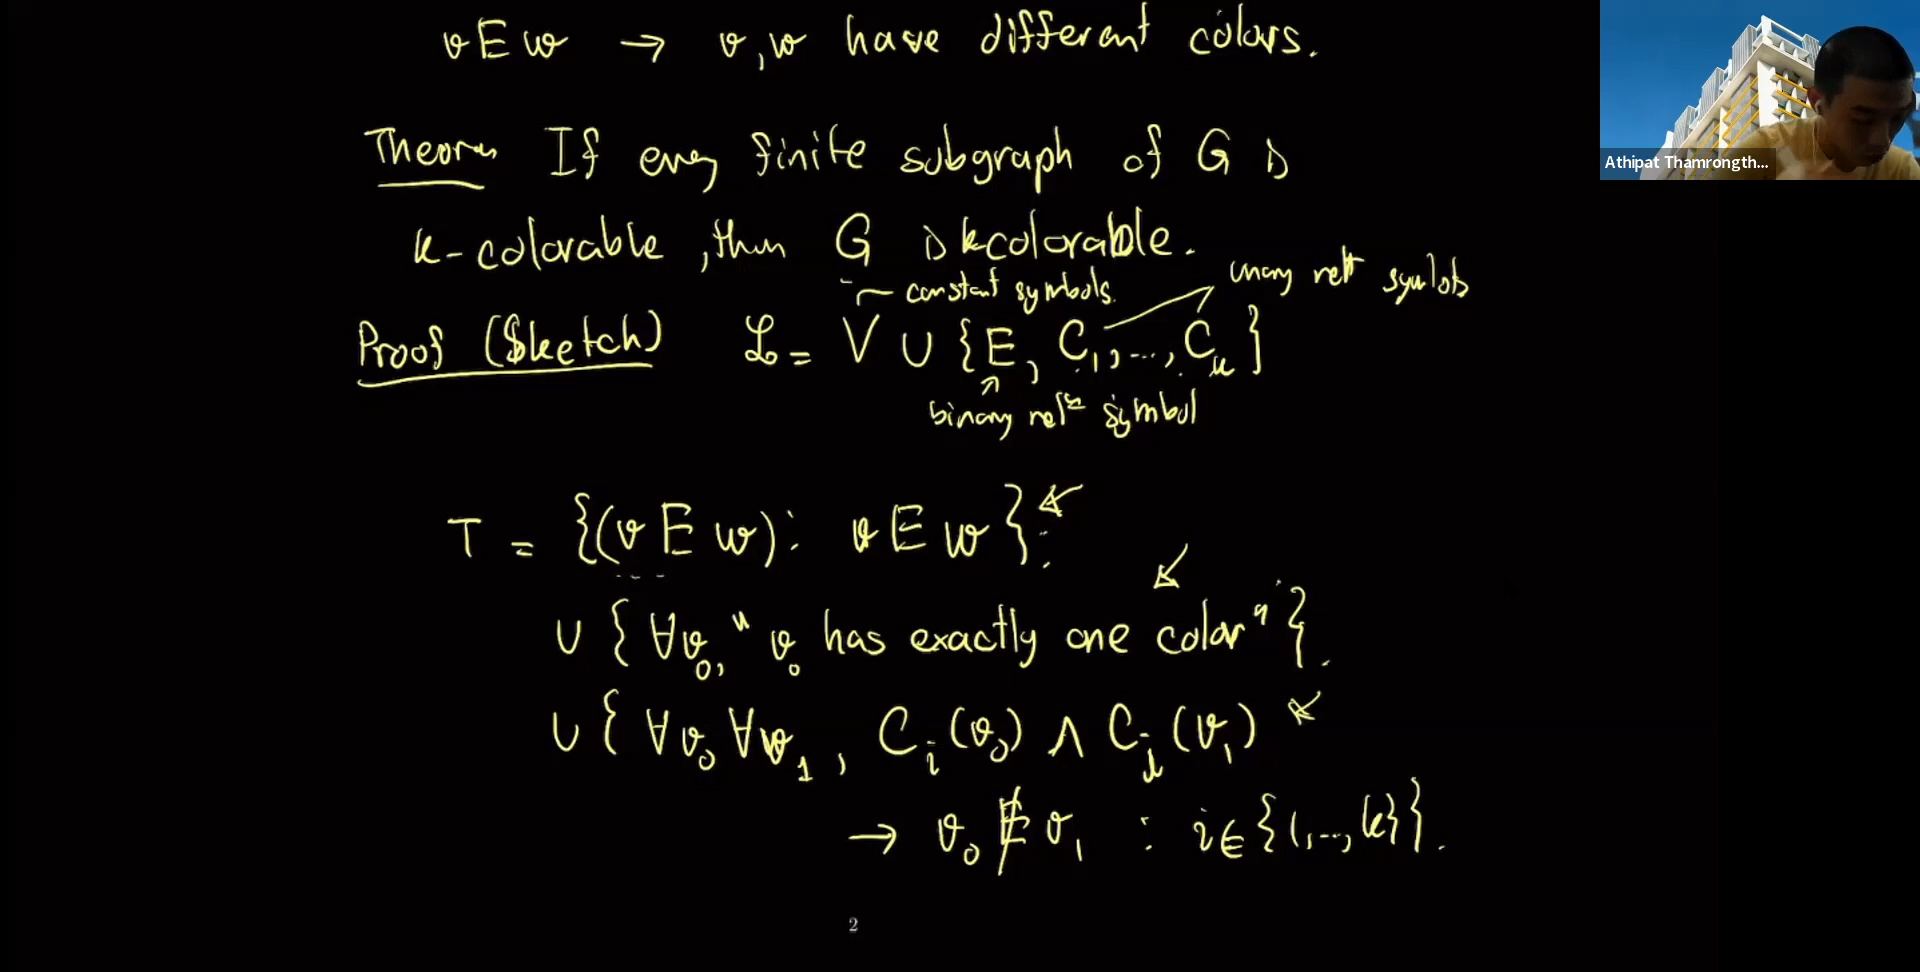 v E w → v, w have different colors.
Athipat Thamrongth...
Theorem If every finite subgraph of G is
k-colorable, then G is k-colorable.
constant symbols.
unary rel^n symbols
Proof (Sketch) ℒ = V ∪ {E, C₁, ..., Cₖ}
binary rel^n symbol
T = {(v E w) : v E w}
∪ {∀v₀, "v₀ has exactly one color"}.
∪ {∀v₀ ∀v₁, Cᵢ(v₀) ∧ Cᵢ(v₁)
→ v₀ E̸ v₁ : i ∈ {1, ..., k}}.
2